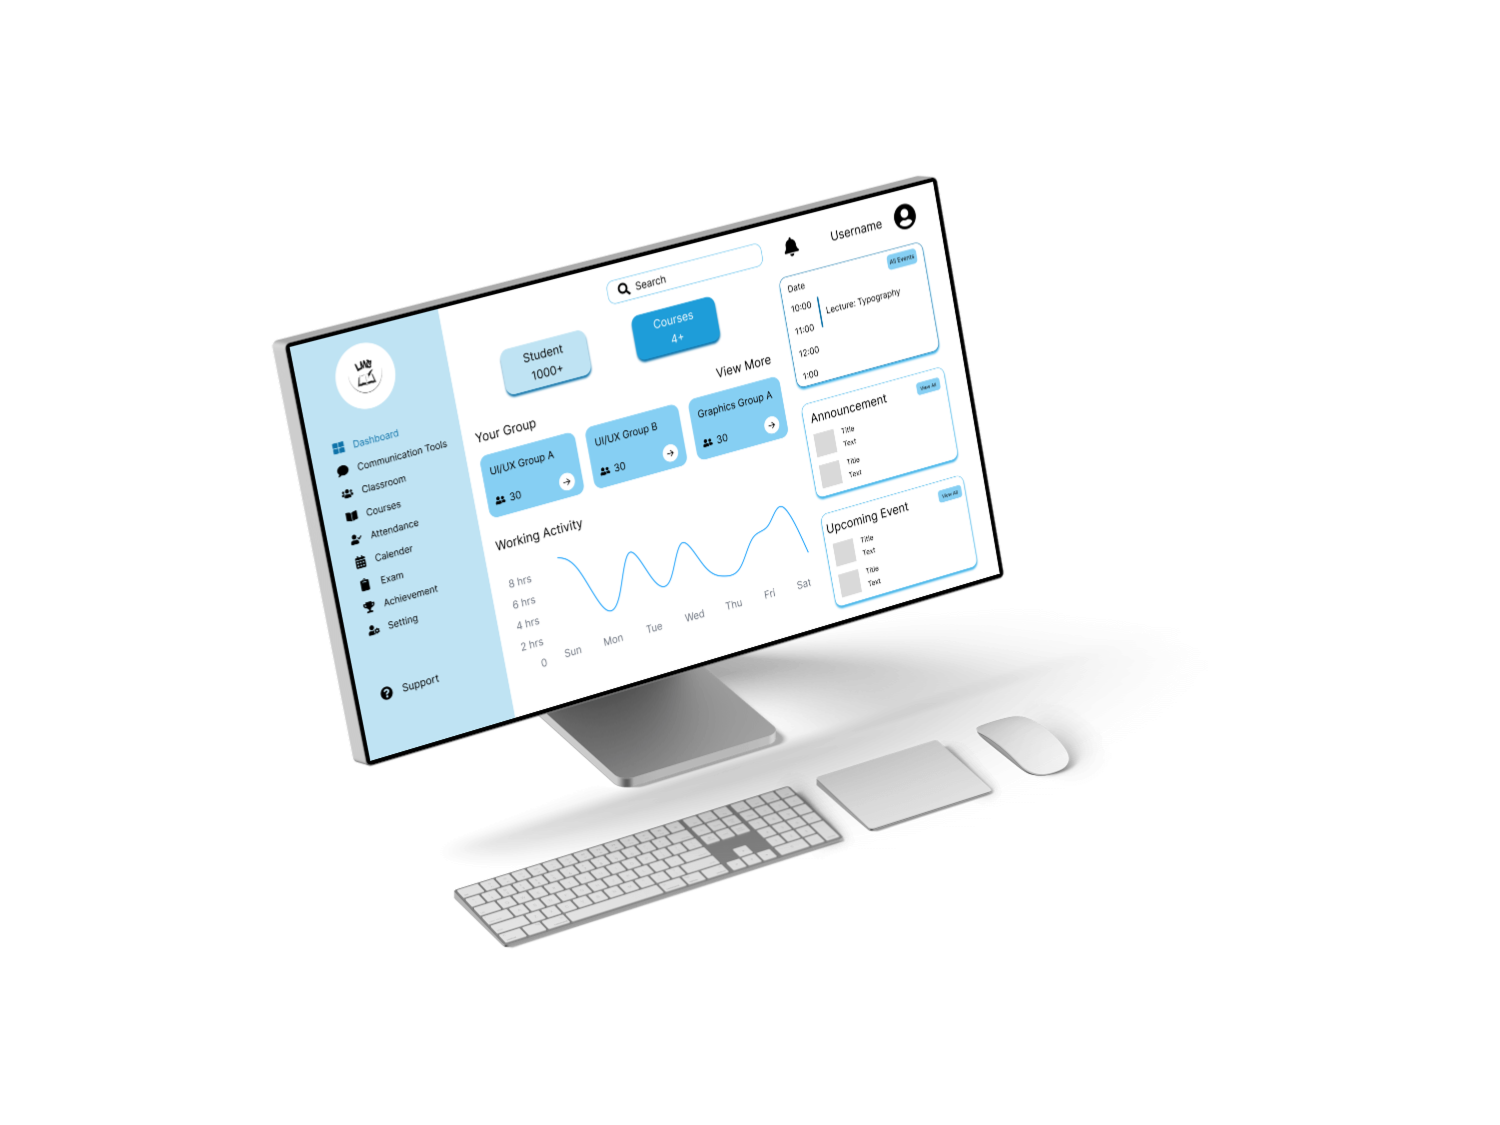 Dashboard
Communication Tools
Classroom
Courses
Attendance
Calender
Exam
Achievement
Setting
Support
Search
Username
Student
1000+
Courses
4+
View More
Your Group
UI/UX Group A
30
UI/UX Group B
30
Graphics Group A
30
Working Activity
8 hrs
6 hrs
4 hrs
2 hrs
0
Sun
Mon
Tue
Wed
Thu
Fri
Sat
All Events
Date
10:00
Lecture: Typography
11:00
12:00
1:00
Announcement
View All
Title
Text
Title
Text
Upcoming Event
View All
Title
Text
Title
Text